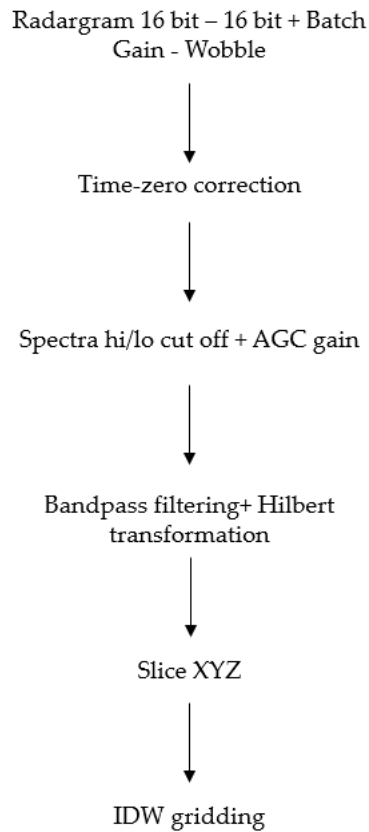 Radargram 16 bit – 16 bit + Batch
Gain - Wobble
Time-zero correction
Spectra hi/lo cut off + AGC gain
Bandpass filtering+ Hilbert
transformation
Slice XYZ
IDW gridding